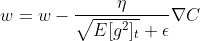 w = w - \frac{\eta}{\sqrt{E[g^2]_t} + \epsilon} \nabla C